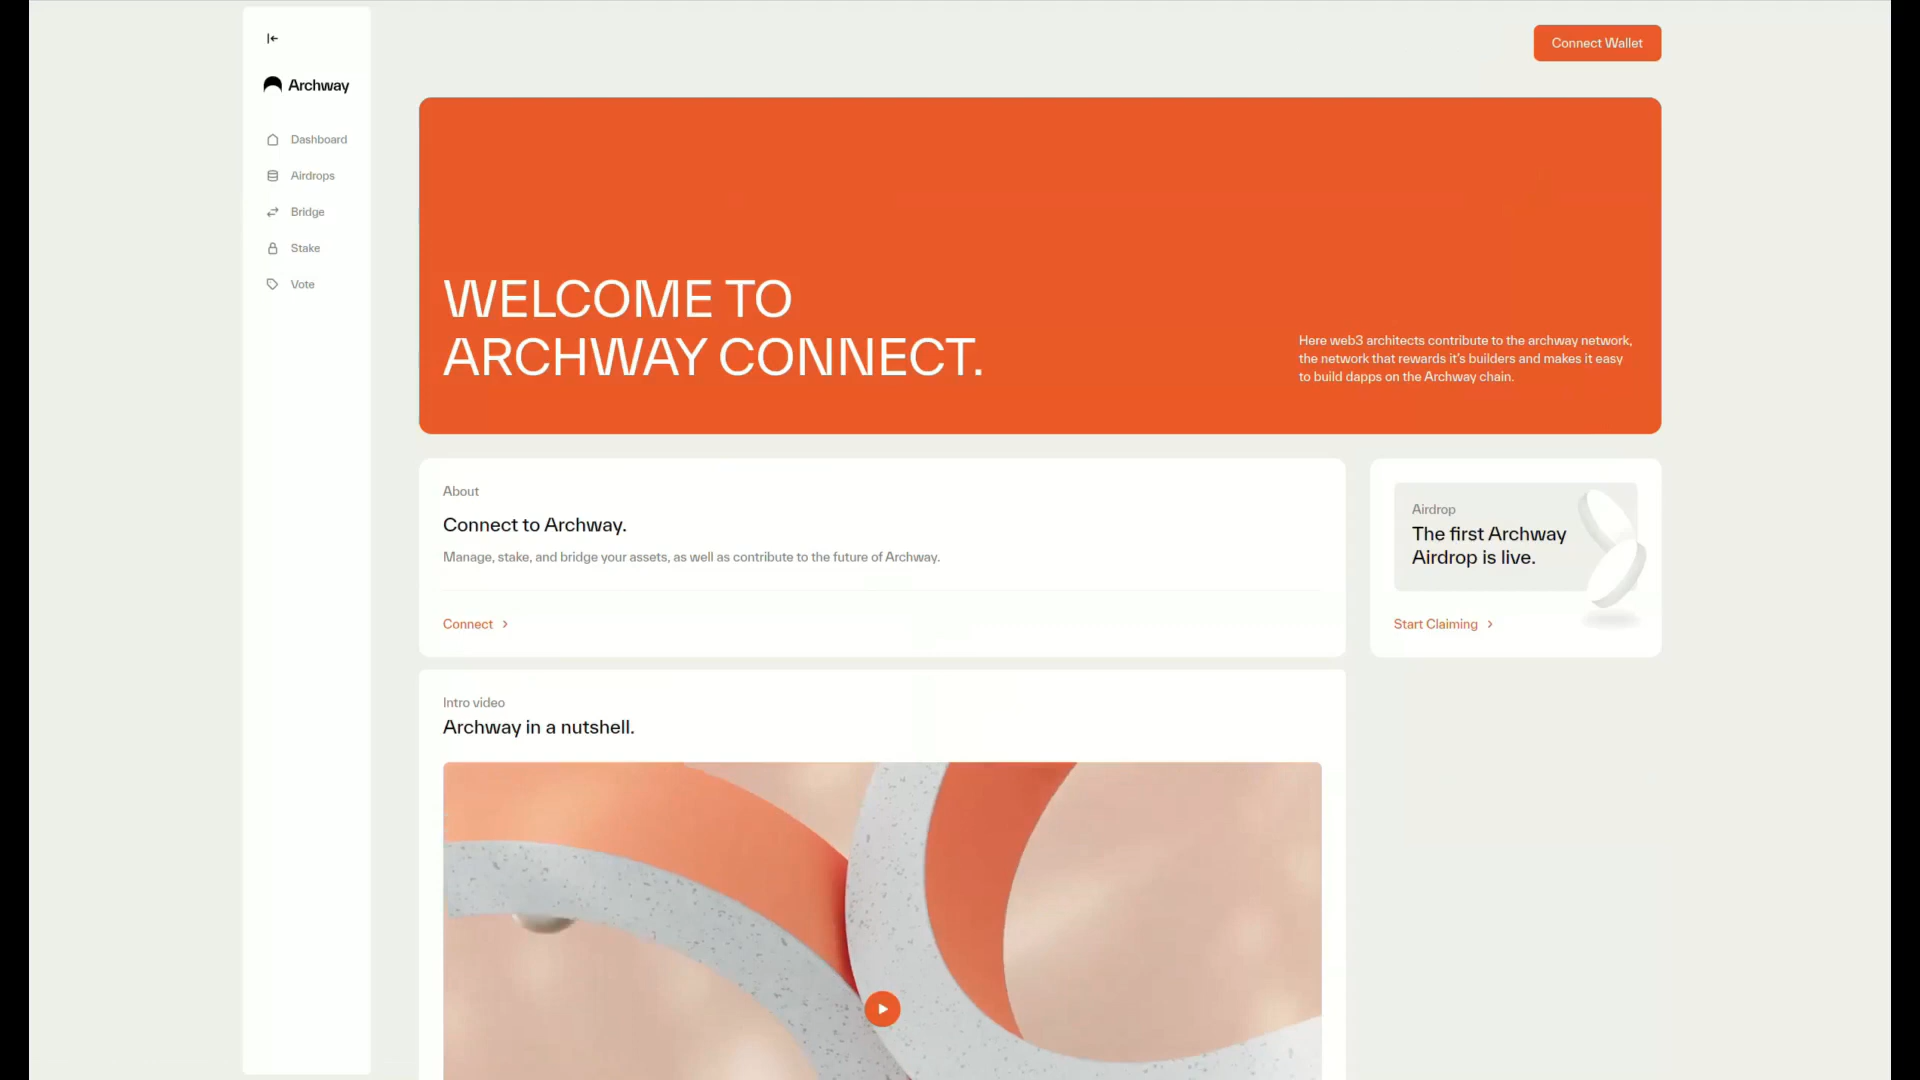 Archway
Dashboard
Airdrops
Bridge
Stake
Vote
Connect Wallet
WELCOME TO
ARCHWAY CONNECT.
Here web3 architects contribute to the archway network,
the network that rewards it's builders and makes it easy
to build dapps on the Archway chain.
About
Connect to Archway.
Manage, stake, and bridge your assets, as well as contribute to the future of Archway.
Connect
Airdrop
The first Archway
Airdrop is live.
Start Claiming
Intro video
Archway in a nutshell.